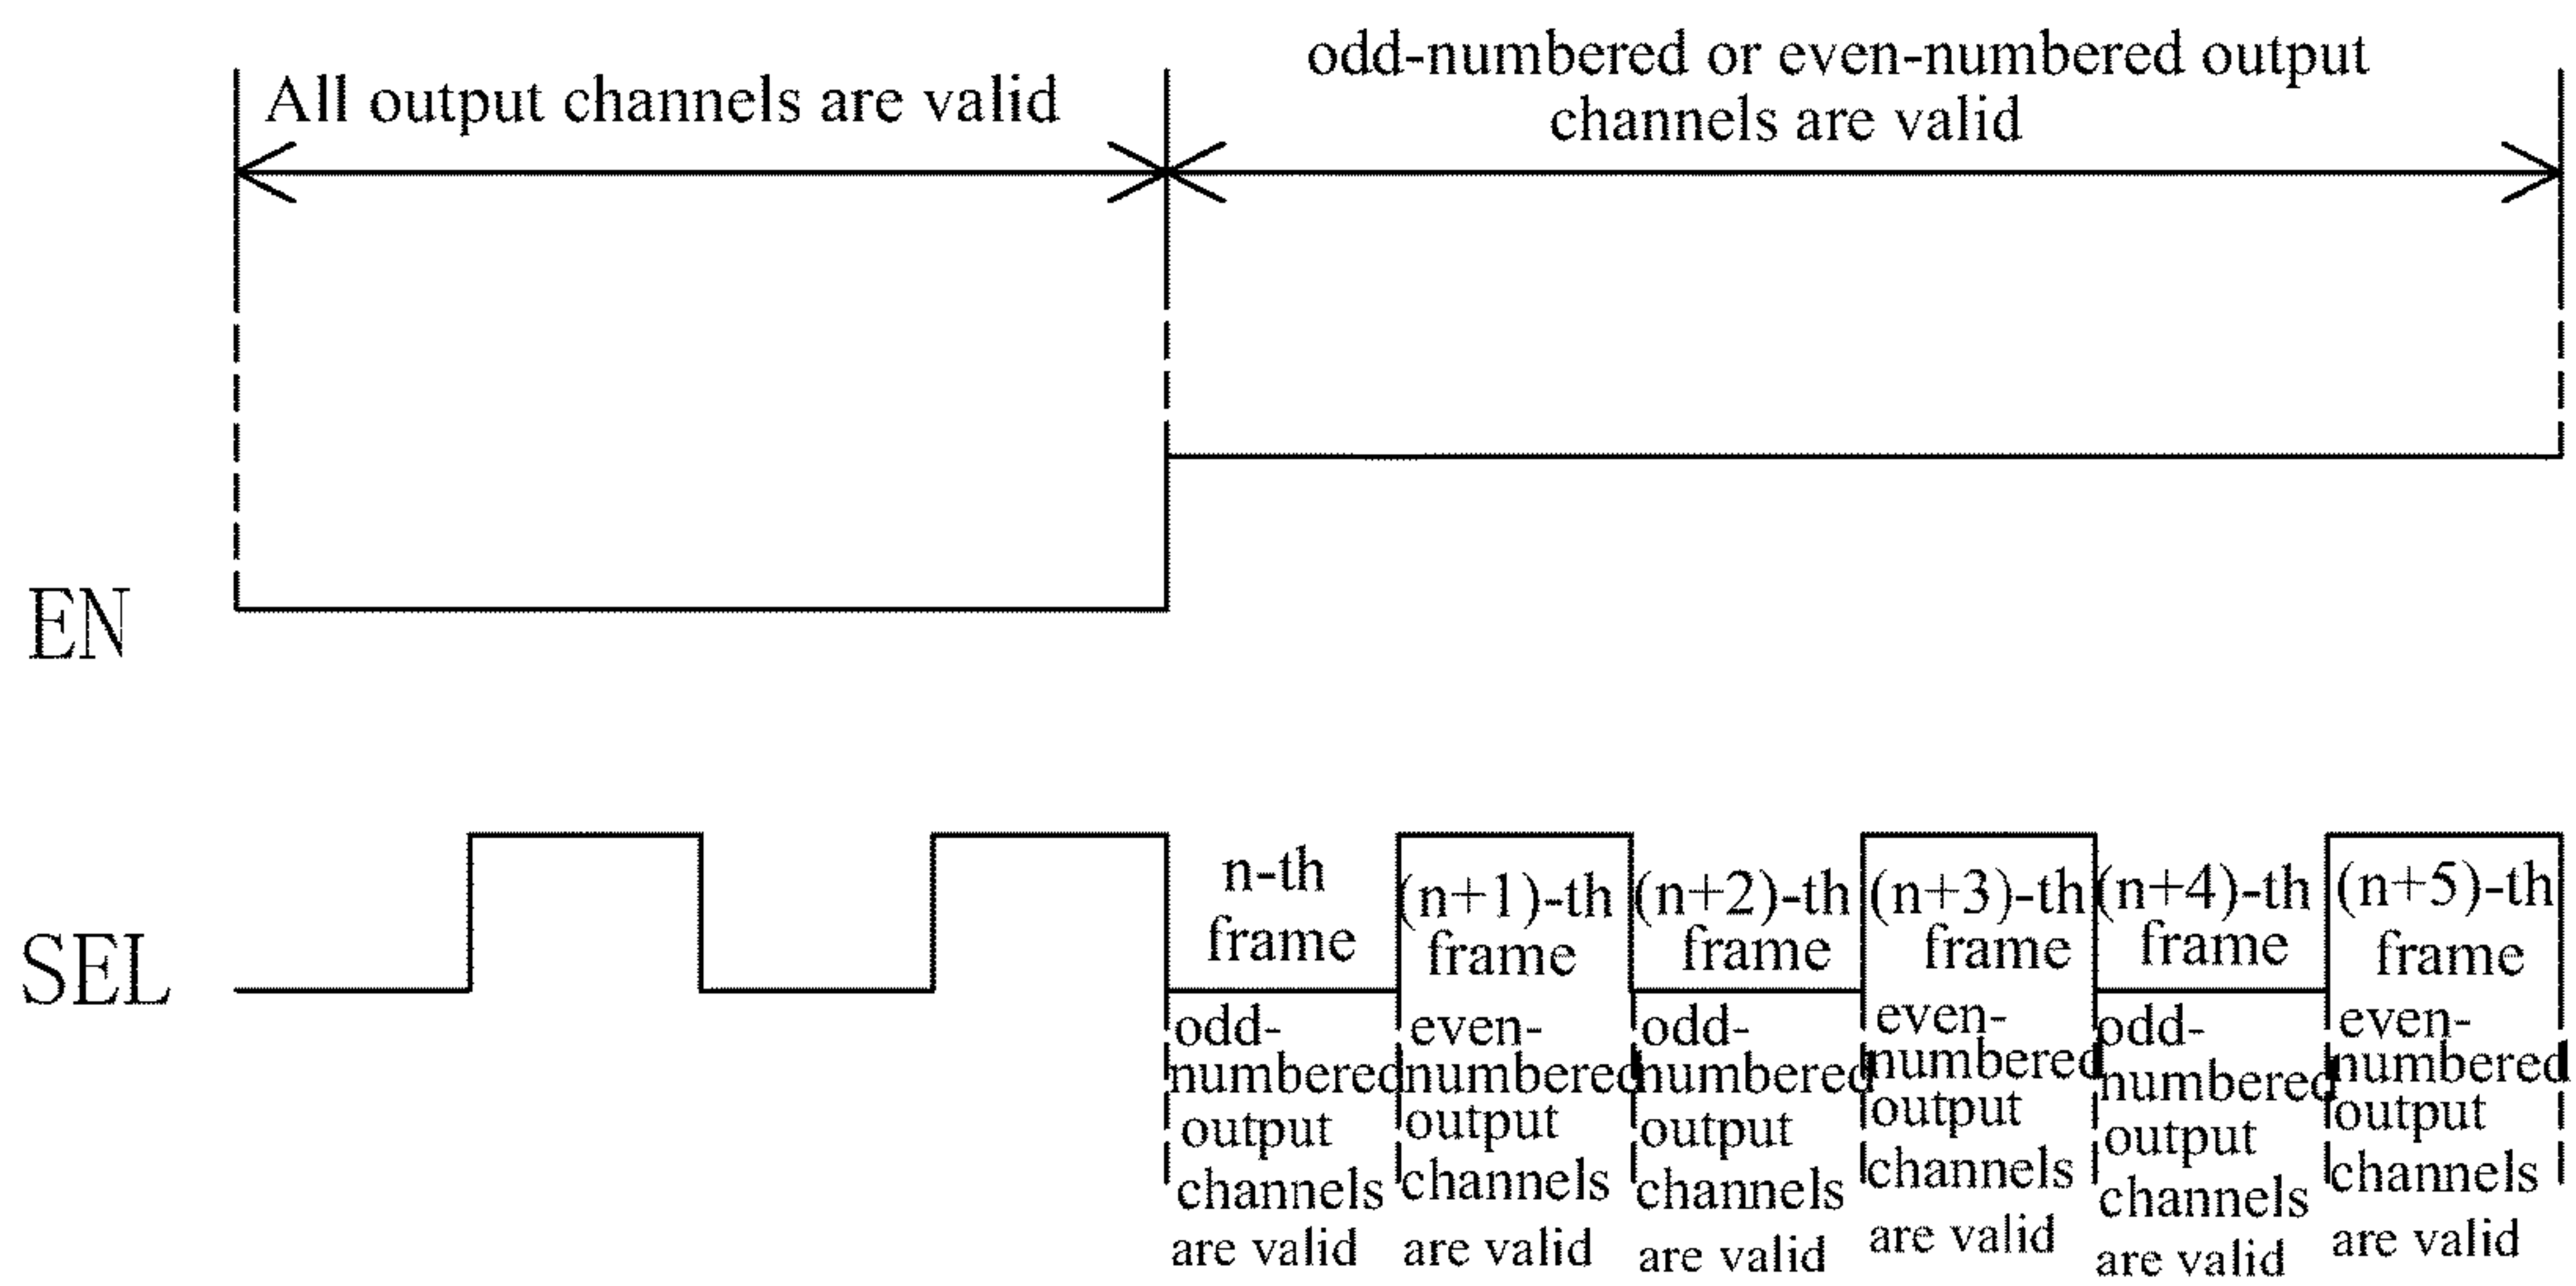 All output channels are valid
odd-numbered or even-numbered output
channels are valid
EN
SEL
n-th
frame
(n+1)-th
frame
(n+2)-th
frame
(n+3)-th
frame
(n+4)-th
frame
(n+5)-th
frame
odd-
numbered
output
channels
are valid
even-
numbered
output
channels
are valid
odd-
numbered
output
channels
are valid
even-
numbered
output
channels
are valid
odd-
numbered
output
channels
are valid
even-
numbered
output
channels
are valid